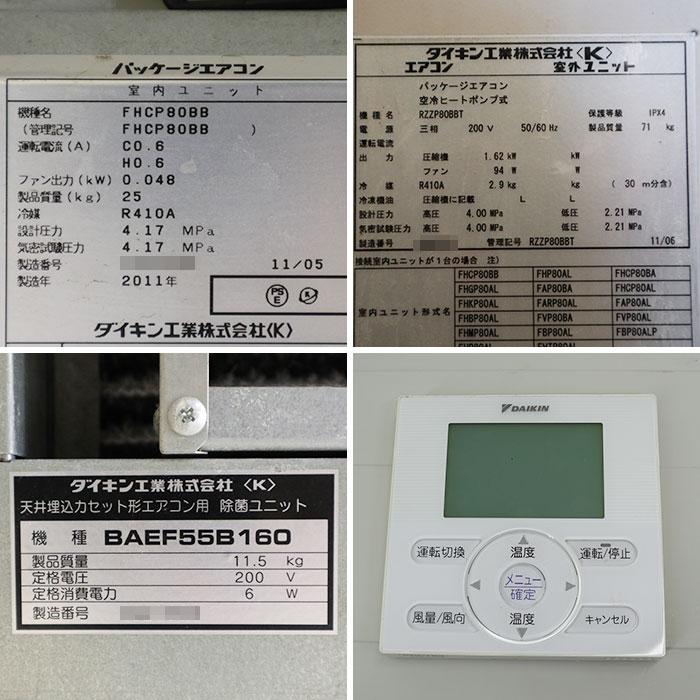 パッケージエアコン
室内ユニット
機種名 FHCP80BB
(管理記号 FHCP80BB )
運転電流(A) C0.6
H0.6
ファン出力(kW) 0.048
製品質量(kg) 25
冷媒 R410A
設計圧力 4.17 MPa
気密試験圧力 4.17 MPa
製造番号
11/05
製造年 2011年
PS
E
ダイキン工業株式会社〈K〉
ダイキン工業株式会社〈K〉
エアコン 室外ユニット
パッケージエアコン
空冷ヒートポンプ式
機種名 RZZP80BBT 保護等級 IPX4
電源 三相 200 V 50/60 Hz 製品質量 71 kg
運転電流
出力 圧縮機 1.62 kW kW
ファン 94 W W
冷媒 R410A 2.9 kg kg ( 30 m分含)
冷凍機油 圧縮機に記載 L L
設計圧力 高圧 4.00 MPa 低圧 2.21 MPa
気密試験圧力 高圧 4.00 MPa 低圧 2.21 MPa
製造番号 管理記号 RZZP80BBT 11/06
接続室内ユニットが1台の場合 注)
室内ユニット形式名
FHCP80BB FHP80AL FHCP80BA
FHGP80AL FHP80BA FHCP80AL
FHKP80AL FARP80AL FAP80AL
FHBP80AL FVP80BA FVP80AL
FHMP80AL FBP80AL FBP80ALP
ダイキン工業株式会社〈K〉
天井埋込カセット形エアコン用 除菌ユニット
機種 BAEF55B160
製品質量 11.5 kg
定格電圧 200 V
定格消費電力 6 W
製造番号
DAIKIN
運転切換 温度 運転/停止
メニュー
確定
風量/風向 温度 キャンセル